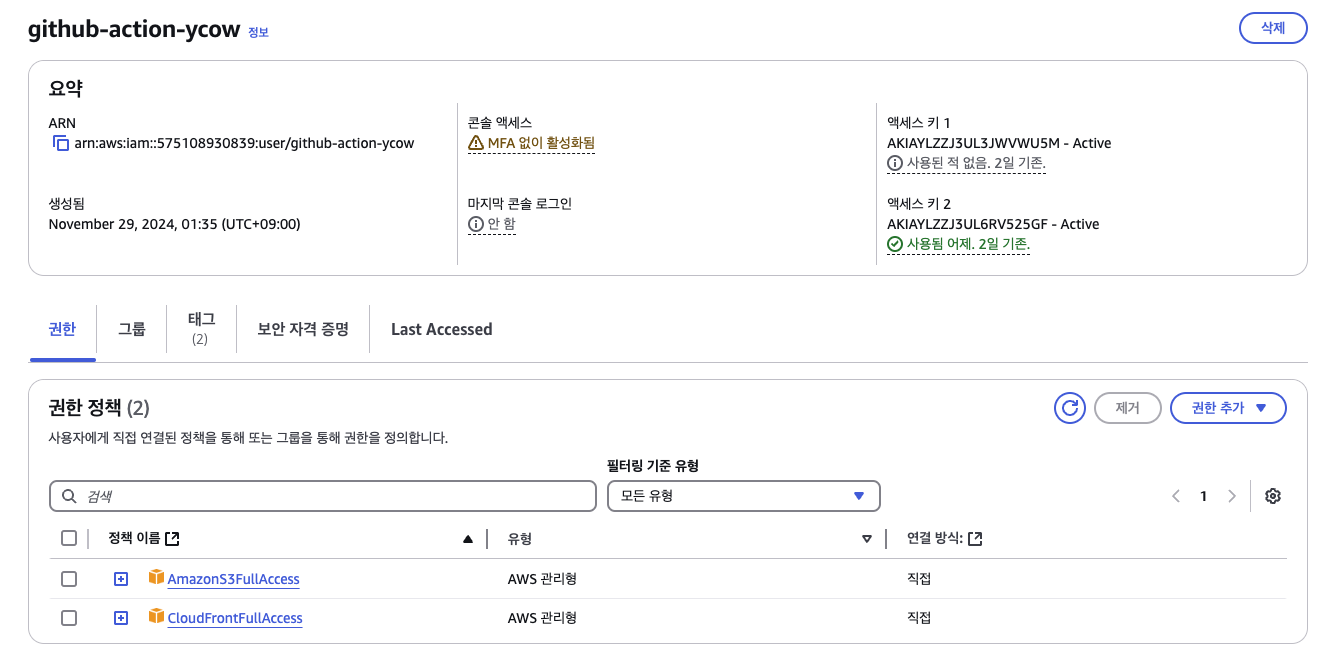 github-action-ycow 정보
삭제
요약
ARN
arn:aws:iam::575108930839:user/github-action-ycow
콘솔 액세스
MFA 없이 활성화됨
액세스 키 1
AKIAYLZZJ3UL3JWVWU5M - Active
사용된 적 없음. 2일 기존.
생성됨
November 29, 2024, 01:35 (UTC+09:00)
마지막 콘솔 로그인
안 함
액세스 키 2
AKIAYLZZJ3UL6RV525GF - Active
사용됨 어제. 2일 기존.
권한
그룹
태그
(2)
보안 자격 증명
Last Accessed
권한 정책 (2)
제거
권한 추가
사용자에게 직접 연결된 정책을 통해 또는 그룹을 통해 권한을 정의합니다.
필터링 기준 유형
검색
모든 유형
1
정책 이름
유형
연결 방식:
AmazonS3FullAccess
AWS 관리형
직접
CloudFrontFullAccess
AWS 관리형
직접